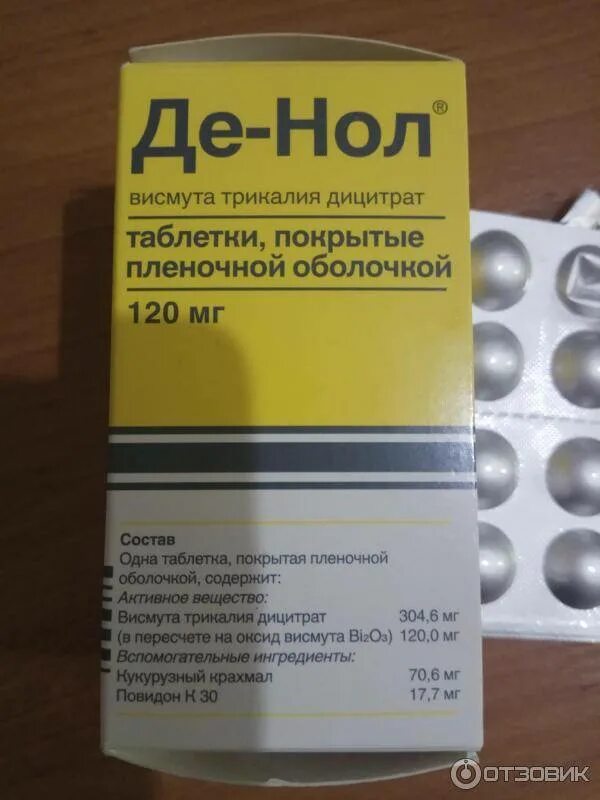 Де-Нол®
висмута трикалия дицитрат
таблетки, покрытые
пленочной оболочкой
120 мг
Состав
Одна таблетка, покрытая пленочной
оболочкой, содержит:
Активное вещество:
Висмута трикалия дицитрат 304,6 мг
(в пересчете на оксид висмута Bi₂O₃) 120,0 мг
Вспомогательные ингредиенты:
Кукурузный крахмал 70,6 мг
Повидон К 30 17,7 мг
ОТЗОВИК